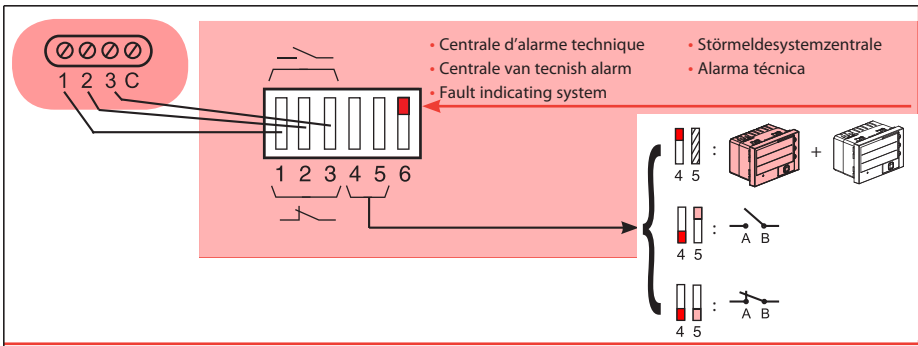 • Centrale d'alarme technique
• Centrale van tecnish alarm
• Fault indicating system
• Störmeldesystemzentrale
• Alarma técnica
1 2 3 C
1 2 3 4 5 6
4 5 : +
4 5 : A B
4 5 : A B